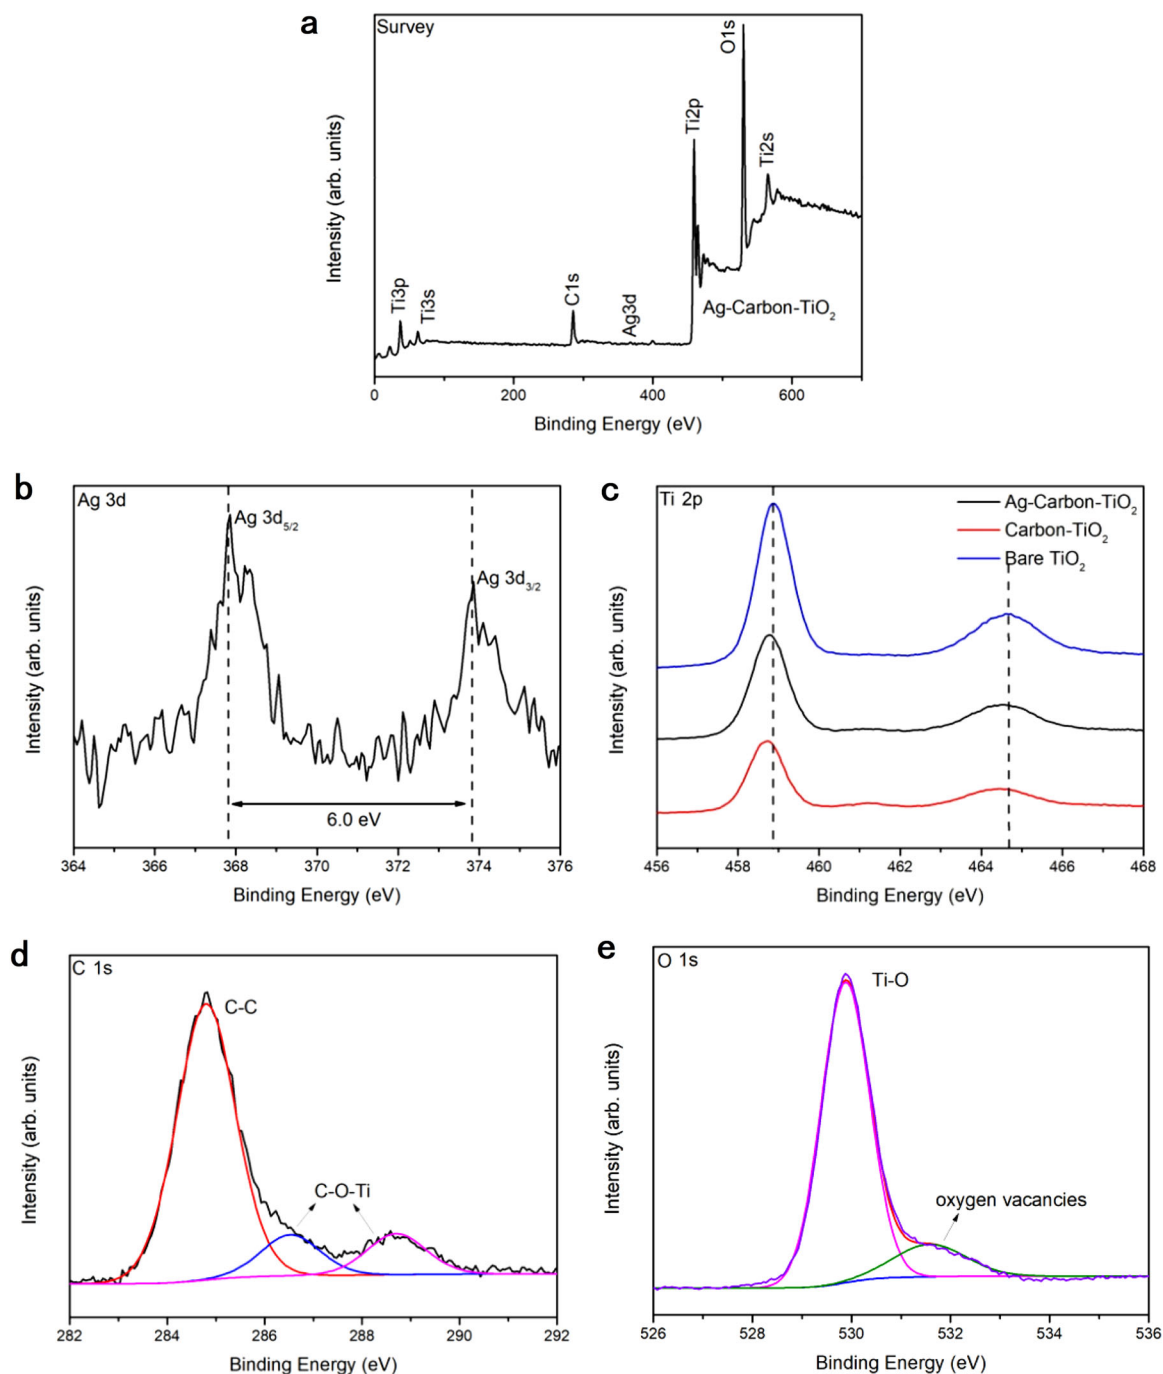 a
Survey
O1s
Ti2p
Ti2s
Ti3p
Ti3s
C1s
Ag3d
Ag-Carbon-TiO2
Intensity (arb. units)
0 200 400 600
Binding Energy (eV)
b
Ag 3d
Ag 3d5/2
Ag 3d3/2
6.0 eV
Intensity (arb. units)
364 366 368 370 372 374 376
Binding Energy (eV)
c
Ti 2p
Ag-Carbon-TiO2
Carbon-TiO2
Bare TiO2
Intensity (arb. units)
456 458 460 462 464 466 468
Binding Energy (eV)
d
C 1s
C-C
C-O-Ti
Intensity (arb. units)
282 284 286 288 290 292
Binding Energy (eV)
e
O 1s
Ti-O
oxygen vacancies
Intensity (arb. units)
526 528 530 532 534 536
Binding Energy (eV)